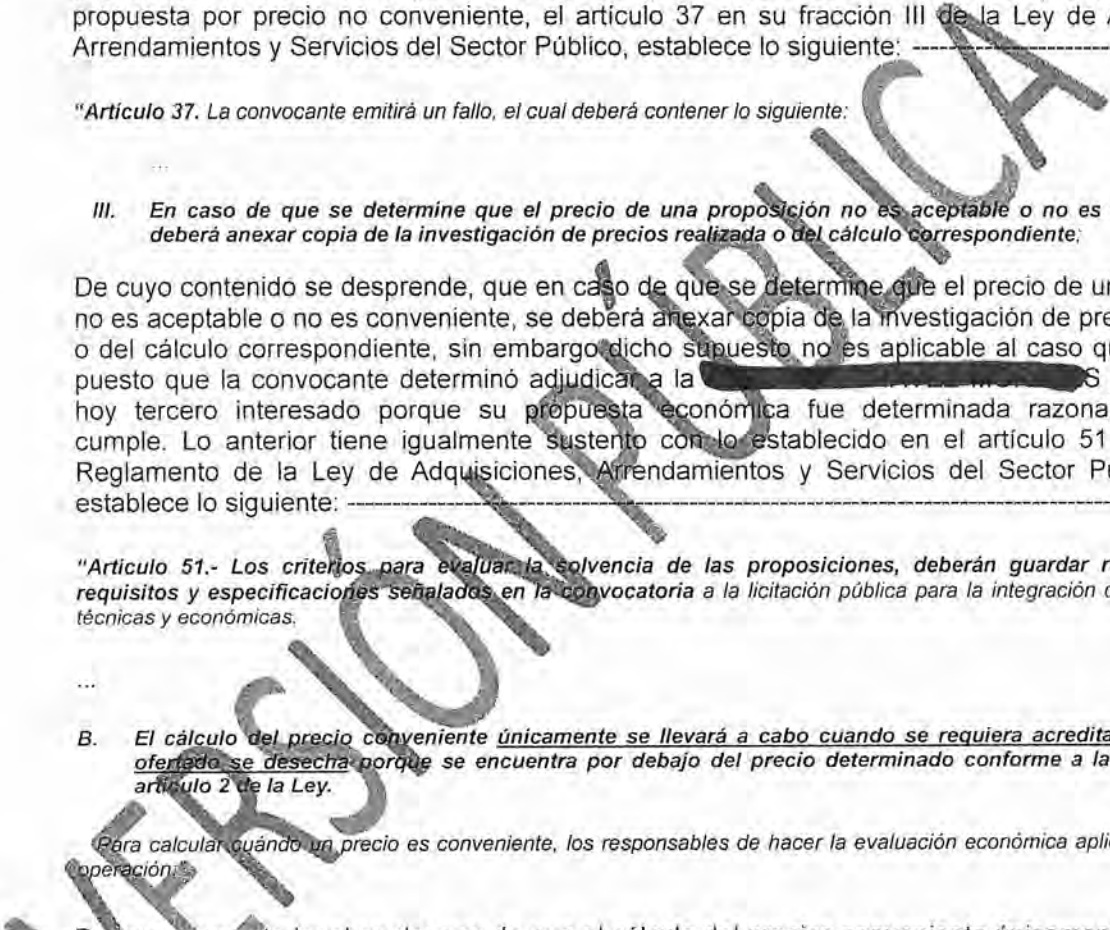 propuesta por precio no conveniente, el artículo 37 en su fracción III de la Ley de
Arrendamientos y Servicios del Sector Público, establece lo siguiente: ---
"Artículo 37. La convocante emitirá un fallo, el cual deberá contener lo siguiente:
...
III. En caso de que se determine que el precio de una proposición no es aceptable o no es
deberá anexar copia de la investigación de precios realizada o del cálculo correspondiente;
De cuyo contenido se desprende, que en caso de que se determine que el precio de
no es aceptable o no es conveniente, se deberá anexar copia de la investigación de
o del cálculo correspondiente, sin embargo dicho supuesto no es aplicable al caso
puesto que la convocante determinó adjudicar a la
hoy tercero interesado porque su propuesta económica fue determinada
cumple. Lo anterior tiene igualmente sustento con lo establecido en el artículo 51
Reglamento de la Ley de Adquisiciones, Arrendamientos y Servicios del Sector
establece lo siguiente: ---
"Articulo 51.- Los criterios para evaluar la solvencia de las proposiciones, deberán guardar
requisitos y especificaciones señalados en la convocatoria a la licitación pública para la integración
técnicas y económicas.
...
B. El cálculo del precio conveniente únicamente se llevará a cabo cuando se requiera
ofertado se desecha porque se encuentra por debajo del precio determinado conforme a la
artículo 2 de la Ley.
Para calcular cuándo un precio es conveniente, los responsables de hacer la evaluación económica
operación:"
VERSIÓN PÚBLICA